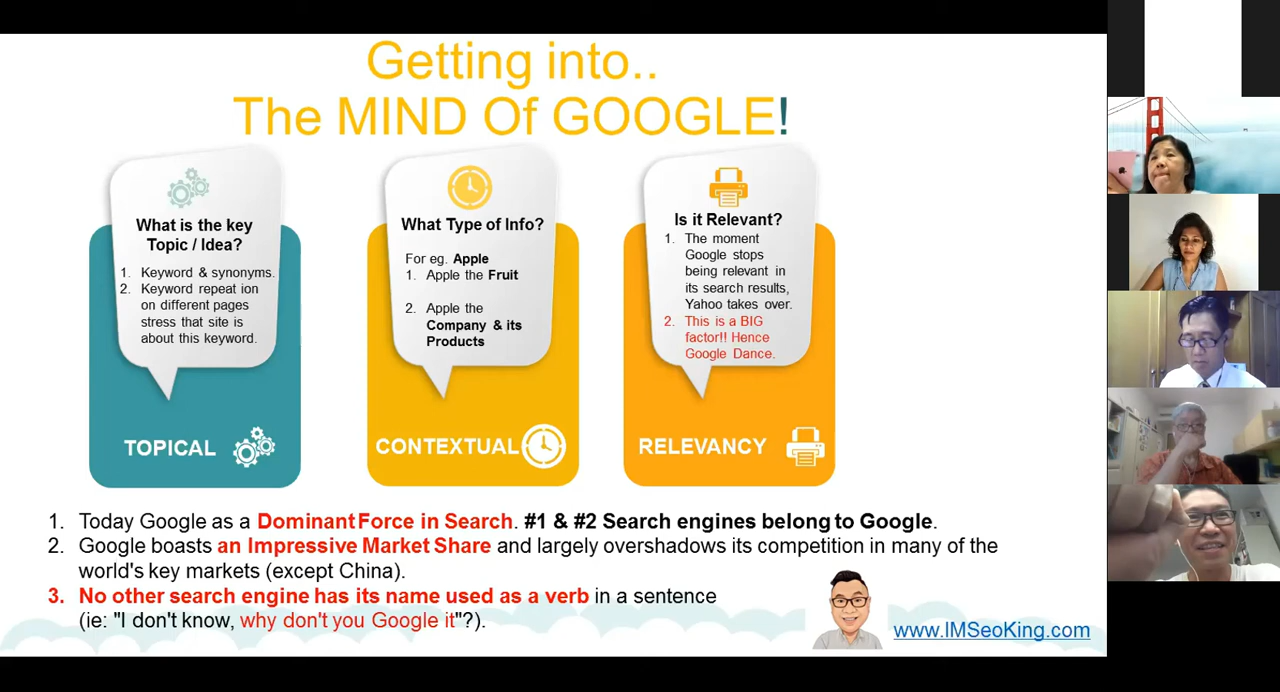 Getting into..
The MIND Of GOOGLE!
What is the key
Topic / Idea?
1. Keyword & synonyms.
2. Keyword repeat ion
on different pages
stress that site is
about this keyword.
TOPICAL
What Type of Info?
For eg. Apple
1. Apple the Fruit
2. Apple the
Company & its
Products
CONTEXTUAL
Is it Relevant?
1. The moment
Google stops
being relevant in
its search results,
Yahoo takes over.
2. This is a BIG
factor!! Hence
Google Dance.
RELEVANCY
1. Today Google as a Dominant Force in Search. #1 & #2 Search engines belong to Google.
2. Google boasts an Impressive Market Share and largely overshadows its competition in many of the
world's key markets (except China).
3. No other search engine has its name used as a verb in a sentence
(ie: "I don't know, why don't you Google it"?).
www.IMSeoKing.com